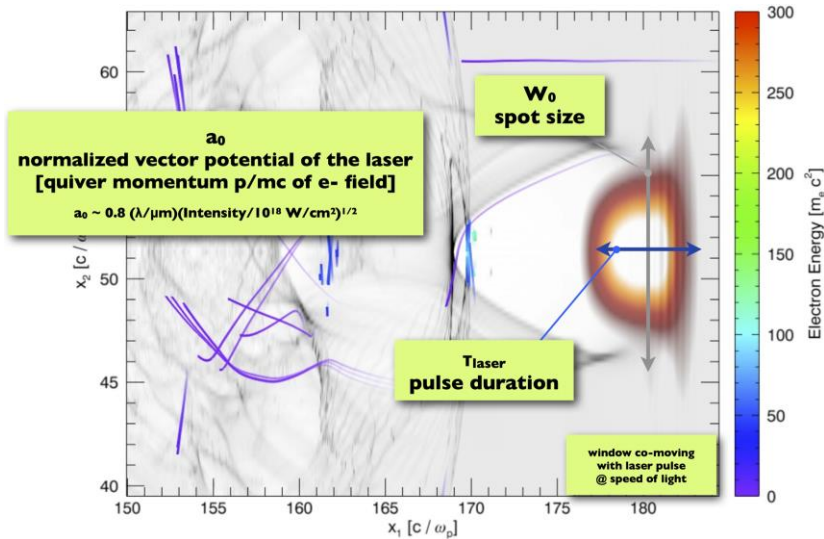 60
55
50
45
40
x₂ [c / ω
150
155
160
165
170
175
180
x₁ [c / ωₚ]
a₀
normalized vector potential of the laser
[quiver momentum p/mc of e- field]
a₀ ~ 0.8 (λ/μm)(Intensity/10¹⁸ W/cm²)¹/²
W₀
spot size
τlaser
pulse duration
window co-moving
with laser pulse
@ speed of light
300
250
200
150
100
50
0
Electron Energy [mₑ c²]